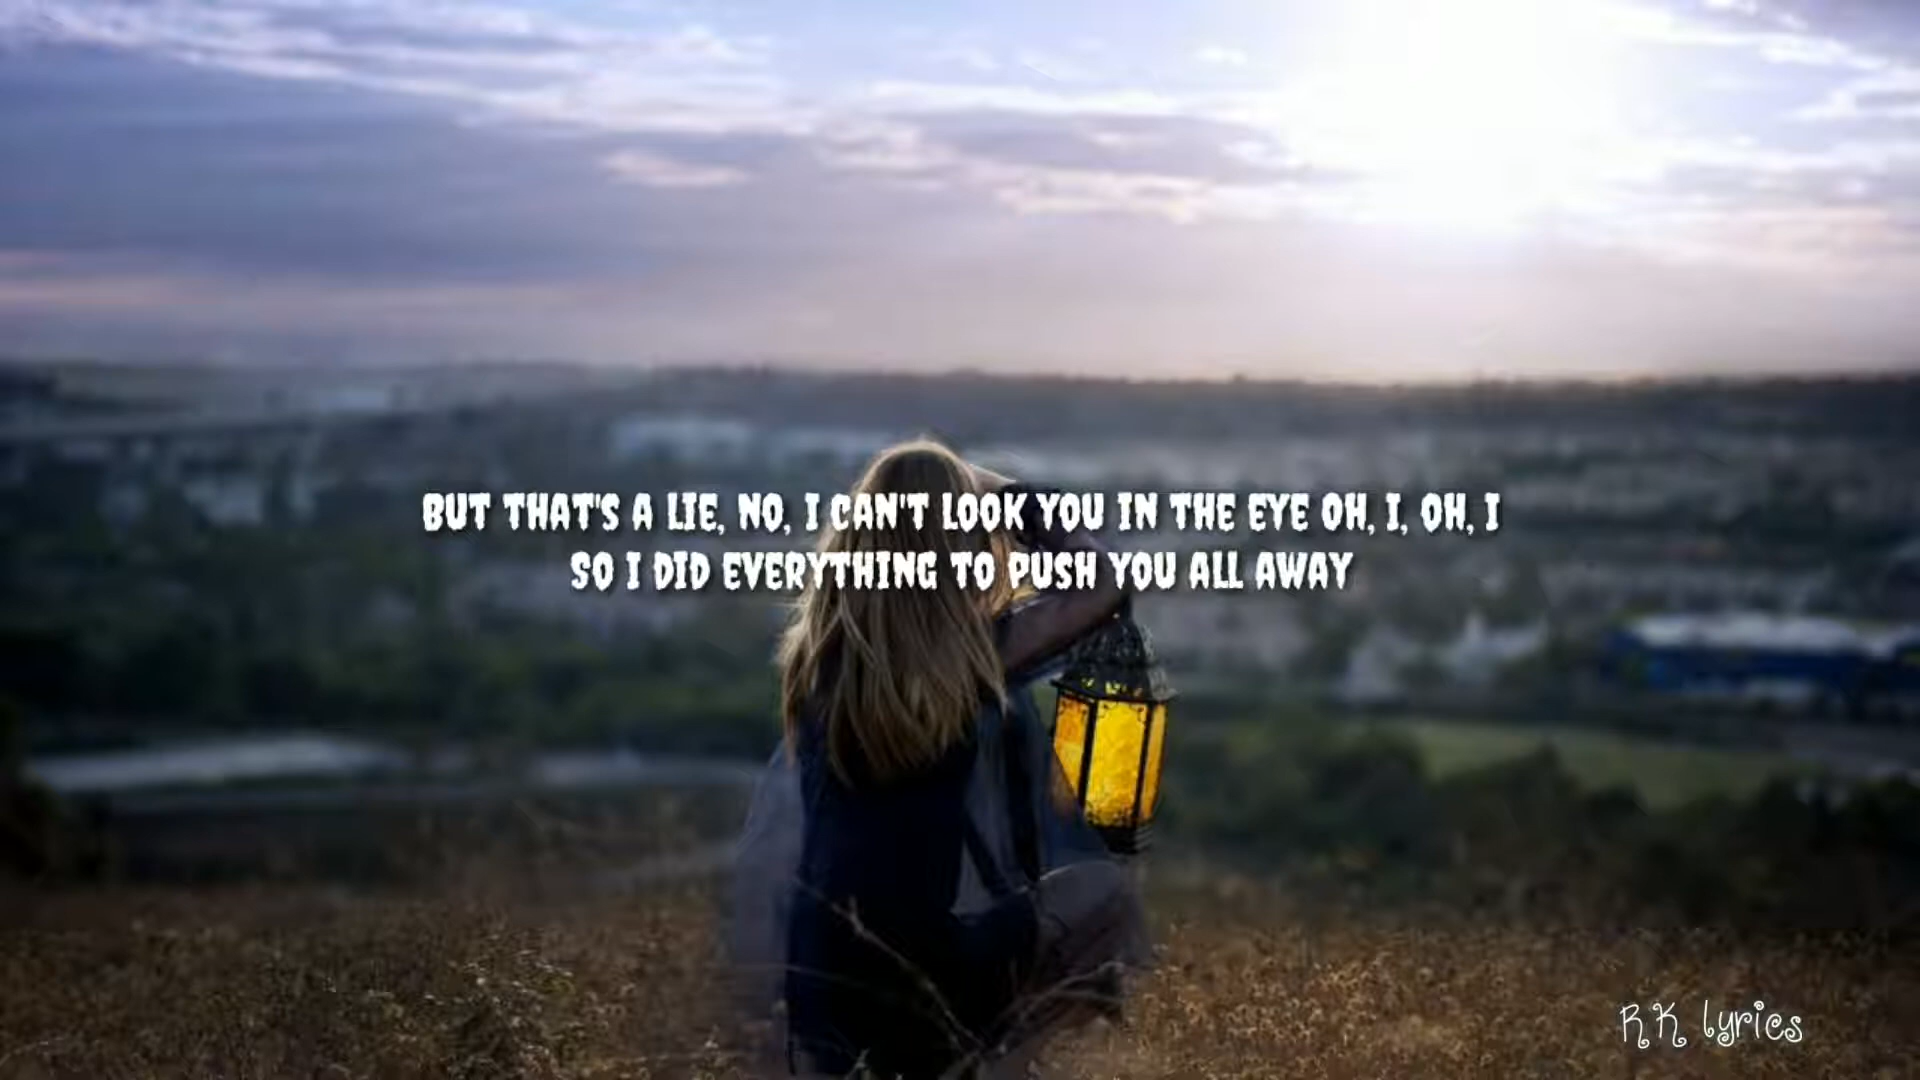 BUT THAT'S A LIE, NO, I CAN'T LOOK YOU IN THE EYE OH, I, OH, I
SO I DID EVERYTHING TO PUSH YOU ALL AWAY
RK lyrics